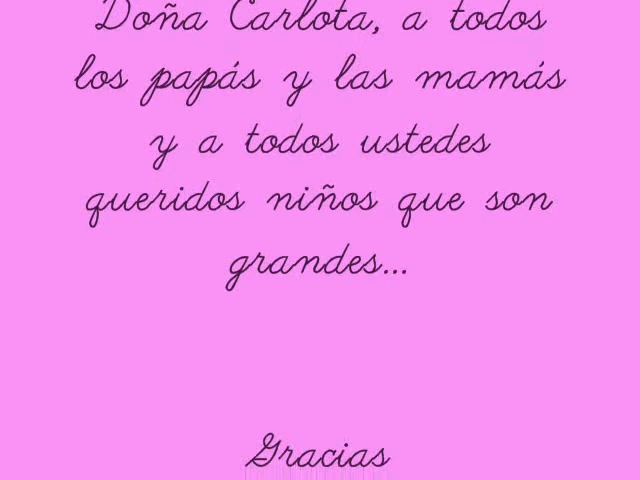 Doña Carlota, a todos
los papás y las mamás
y a todos ustedes
queridos niños que son
grandes...
Gracias